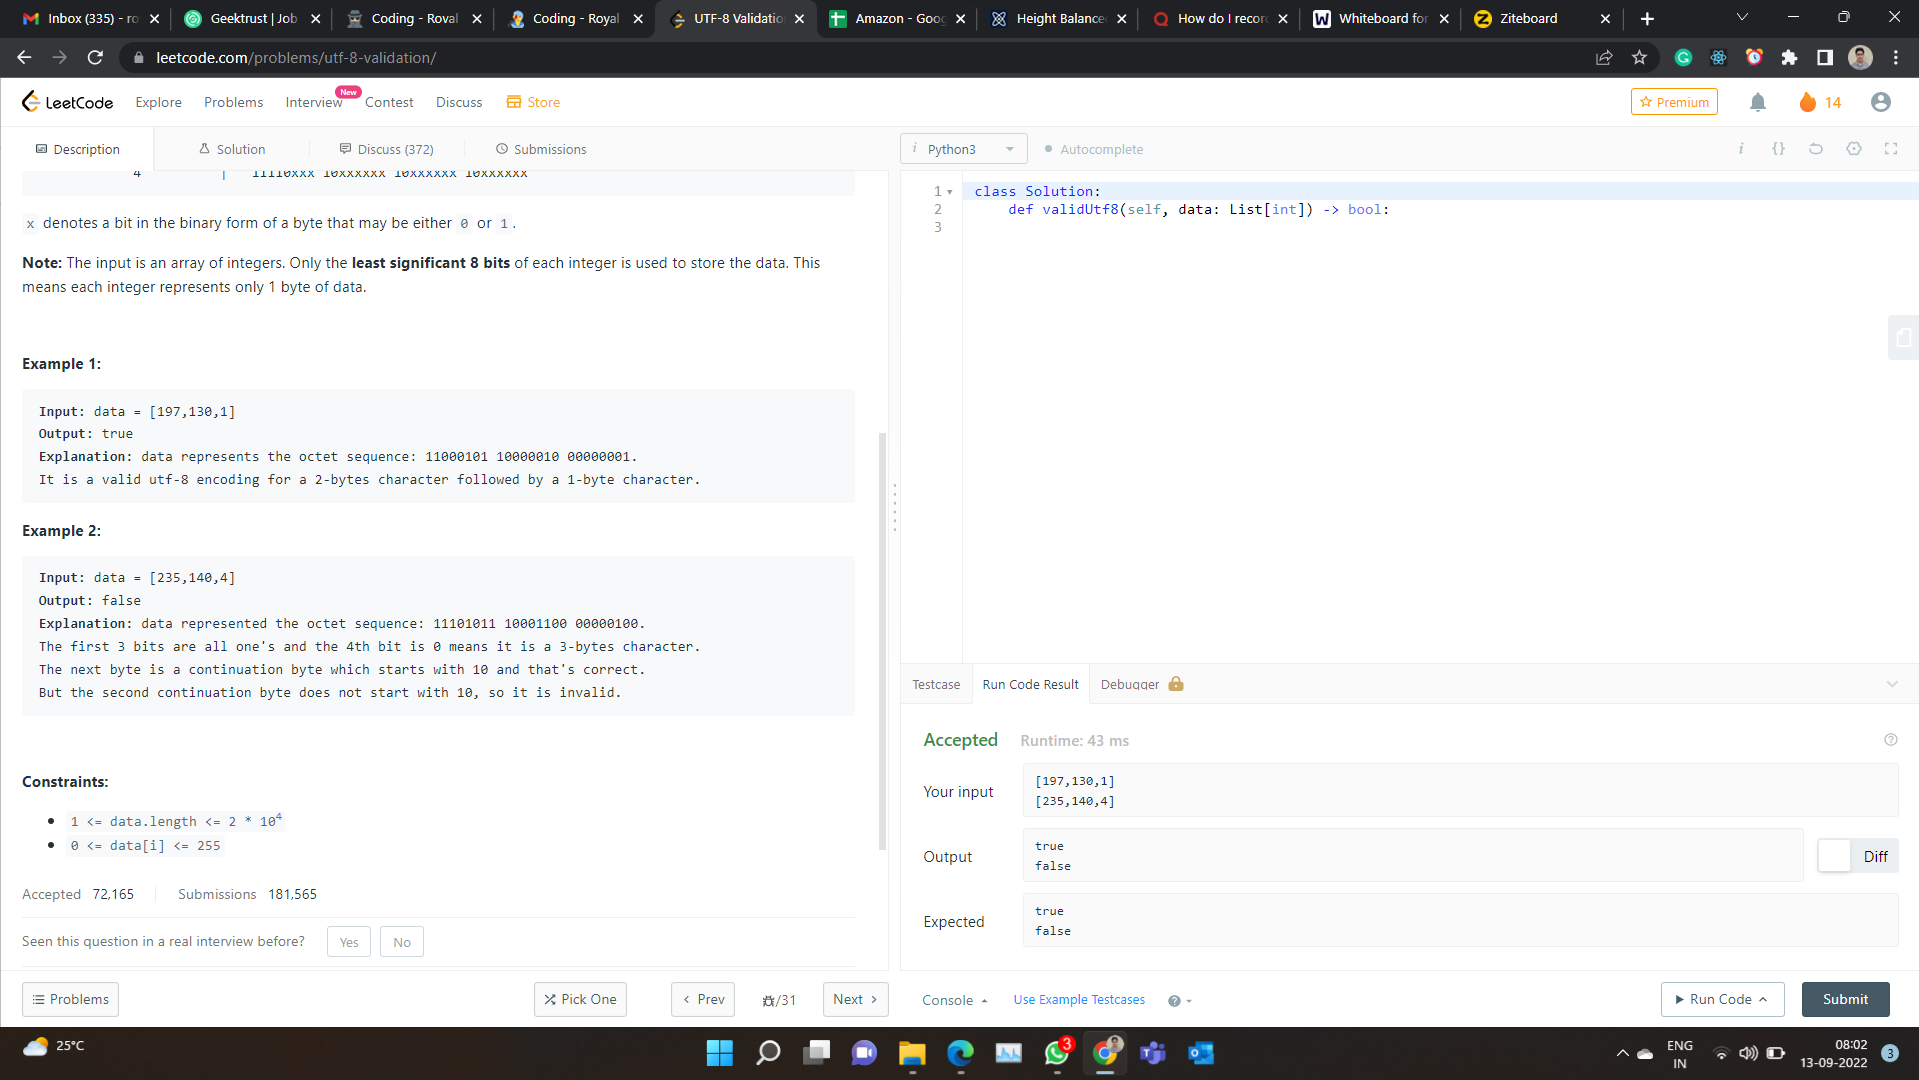 Inbox (335) - ro
Geektrust | Job
Coding - Royal
Coding - Royal
UTF-8 Validatio
Amazon - Goog
Height Balance
How do I recor
Whiteboard for
Ziteboard
leetcode.com/problems/utf-8-validation/
LeetCode
Explore
Problems
Interview
New
Contest
Discuss
Store
Premium
14
Description
Solution
Discuss (372)
Submissions
i Python3
Autocomplete
4 | 11110xxx 10xxxxxx 10xxxxxx 10xxxxxx
x denotes a bit in the binary form of a byte that may be either 0 or 1.
Note: The input is an array of integers. Only the least significant 8 bits of each integer is used to store the data. This
means each integer represents only 1 byte of data.
Example 1:
Input: data = [197,130,1]
Output: true
Explanation: data represents the octet sequence: 11000101 10000010 00000001.
It is a valid utf-8 encoding for a 2-bytes character followed by a 1-byte character.
Example 2:
Input: data = [235,140,4]
Output: false
Explanation: data represented the octet sequence: 11101011 10001100 00000100.
The first 3 bits are all one's and the 4th bit is 0 means it is a 3-bytes character.
The next byte is a continuation byte which starts with 10 and that's correct.
But the second continuation byte does not start with 10, so it is invalid.
Constraints:
1 <= data.length <= 2 * 10⁴
0 <= data[i] <= 255
Accepted 72,165
Submissions 181,565
Seen this question in a real interview before?
Yes
No
Problems
Pick One
Prev
/31
Next
1 class Solution:
2 def validUtf8(self, data: List[int]) -> bool:
3
Testcase
Run Code Result
Debugger
Accepted
Runtime: 43 ms
Your input
[197,130,1]
[235,140,4]
Output
true
false
Diff
Expected
true
false
Console
Use Example Testcases
Run Code
Submit
25°C
3
ENG
IN
08:02
13-09-2022
3